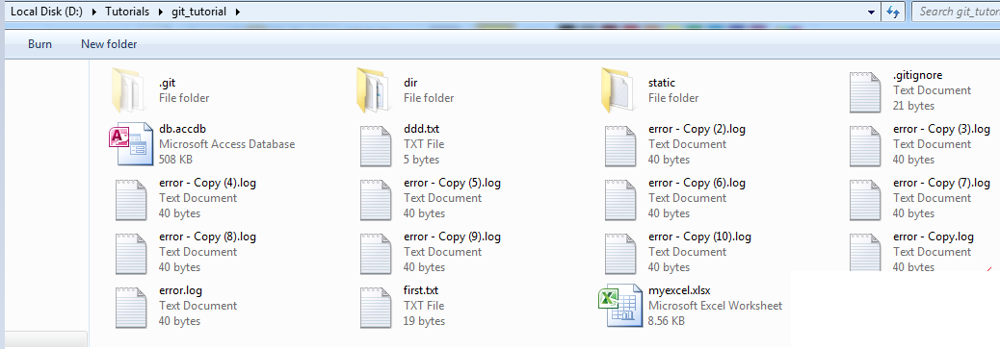 Local Disk (D:) Tutorials git_tutorial Search git_tutor
Burn New folder
.git
File folder
dir
File folder
static
File folder
.gitignore
Text Document
21 bytes
db.accdb
Microsoft Access Database
508 KB
ddd.txt
TXT File
5 bytes
error - Copy (2).log
Text Document
40 bytes
error - Copy (3).log
Text Document
40 bytes
error - Copy (4).log
Text Document
40 bytes
error - Copy (5).log
Text Document
40 bytes
error - Copy (6).log
Text Document
40 bytes
error - Copy (7).log
Text Document
40 bytes
error - Copy (8).log
Text Document
40 bytes
error - Copy (9).log
Text Document
40 bytes
error - Copy (10).log
Text Document
40 bytes
error - Copy.log
Text Document
40 bytes
error.log
Text Document
40 bytes
first.txt
TXT File
19 bytes
myexcel.xlsx
Microsoft Excel Worksheet
8.56 KB